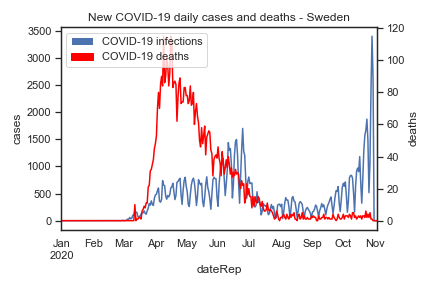 New COVID-19 daily cases and deaths - Sweden
COVID-19 infections
COVID-19 deaths
3500
3000
2500
2000
1500
1000
500
0
cases
120
100
80
60
40
20
0
deaths
Jan Feb Mar Apr May Jun Jul Aug Sep Oct Nov
2020
dateRep